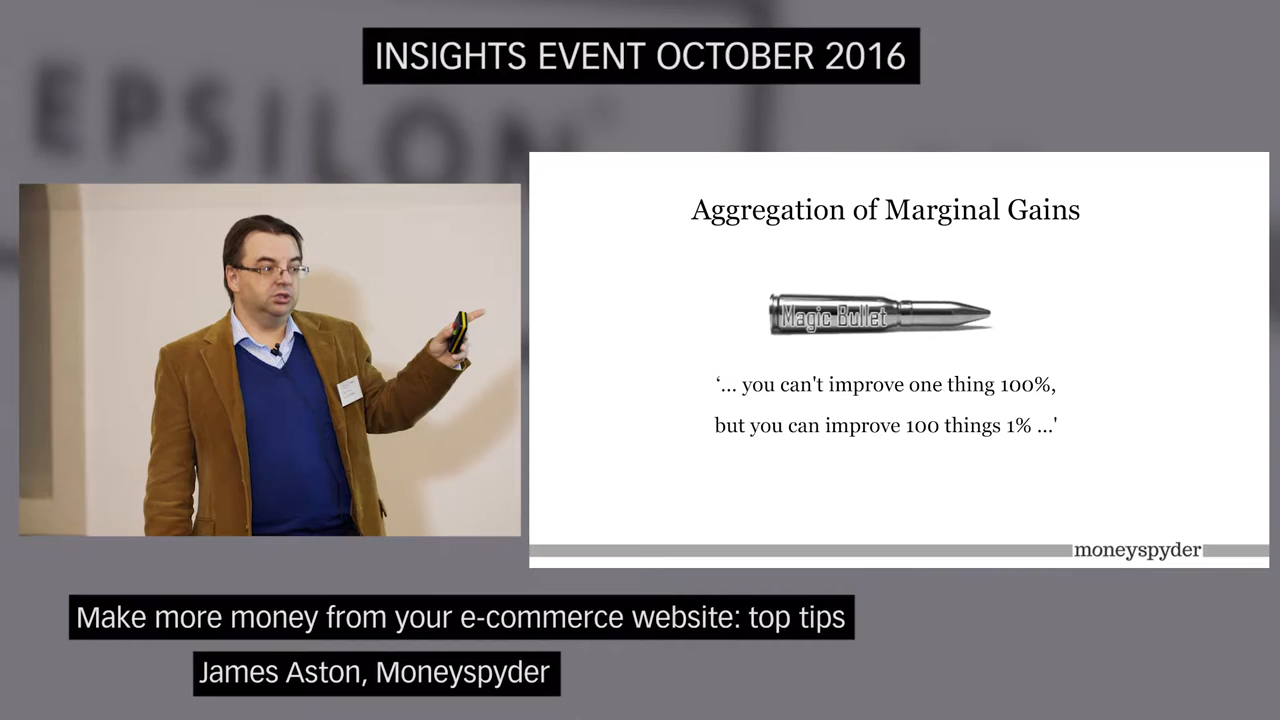 INSIGHTS EVENT OCTOBER 2016
EPSILON
Aggregation of Marginal Gains
Magic Bullet
‘... you can't improve one thing 100%,
but you can improve 100 things 1% ...'
moneyspyder
Make more money from your e-commerce website: top tips
James Aston, Moneyspyder